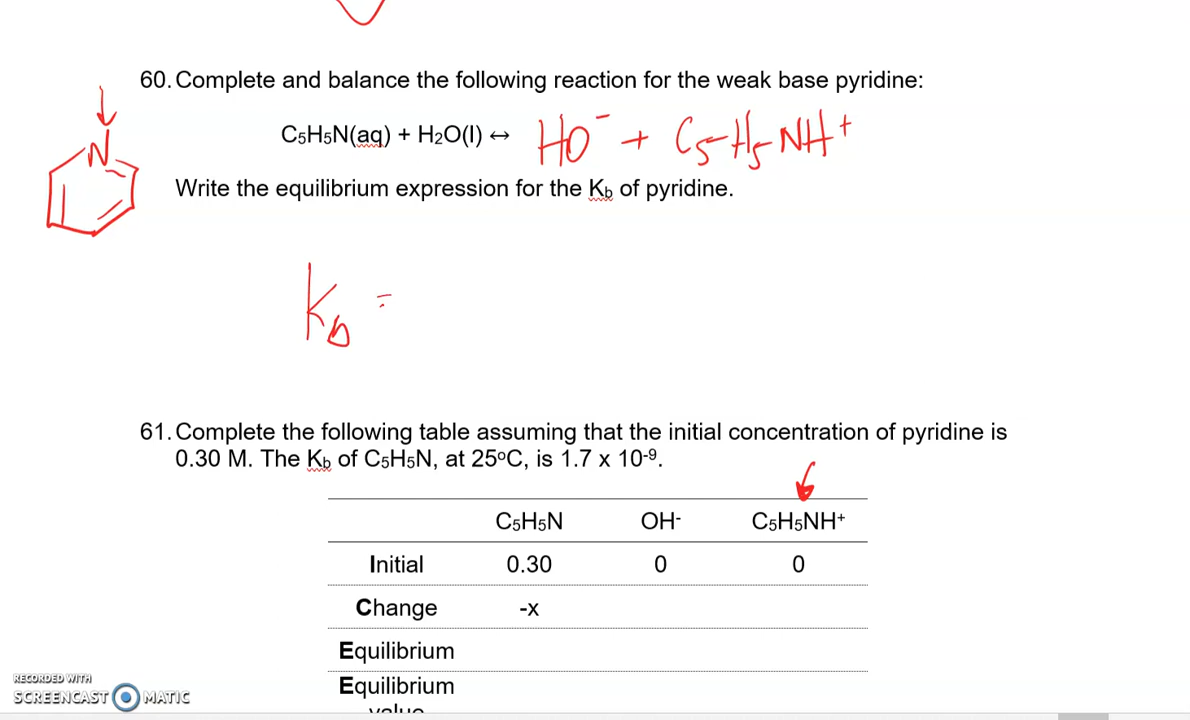 60. Complete and balance the following reaction for the weak base pyridine:
C5H5N(aq) + H2O(l) ↔ HO⁻ + C5H5NH⁺
N
Write the equilibrium expression for the Kb of pyridine.
Kb =
61. Complete the following table assuming that the initial concentration of pyridine is
0.30 M. The Kb of C5H5N, at 25ºC, is 1.7 x 10-9.
C5H5N OH- C5H5NH+
Initial 0.30 0 0
Change -x
Equilibrium
Equilibrium
value
RECORDED WITH
SCREENCAST O MATIC